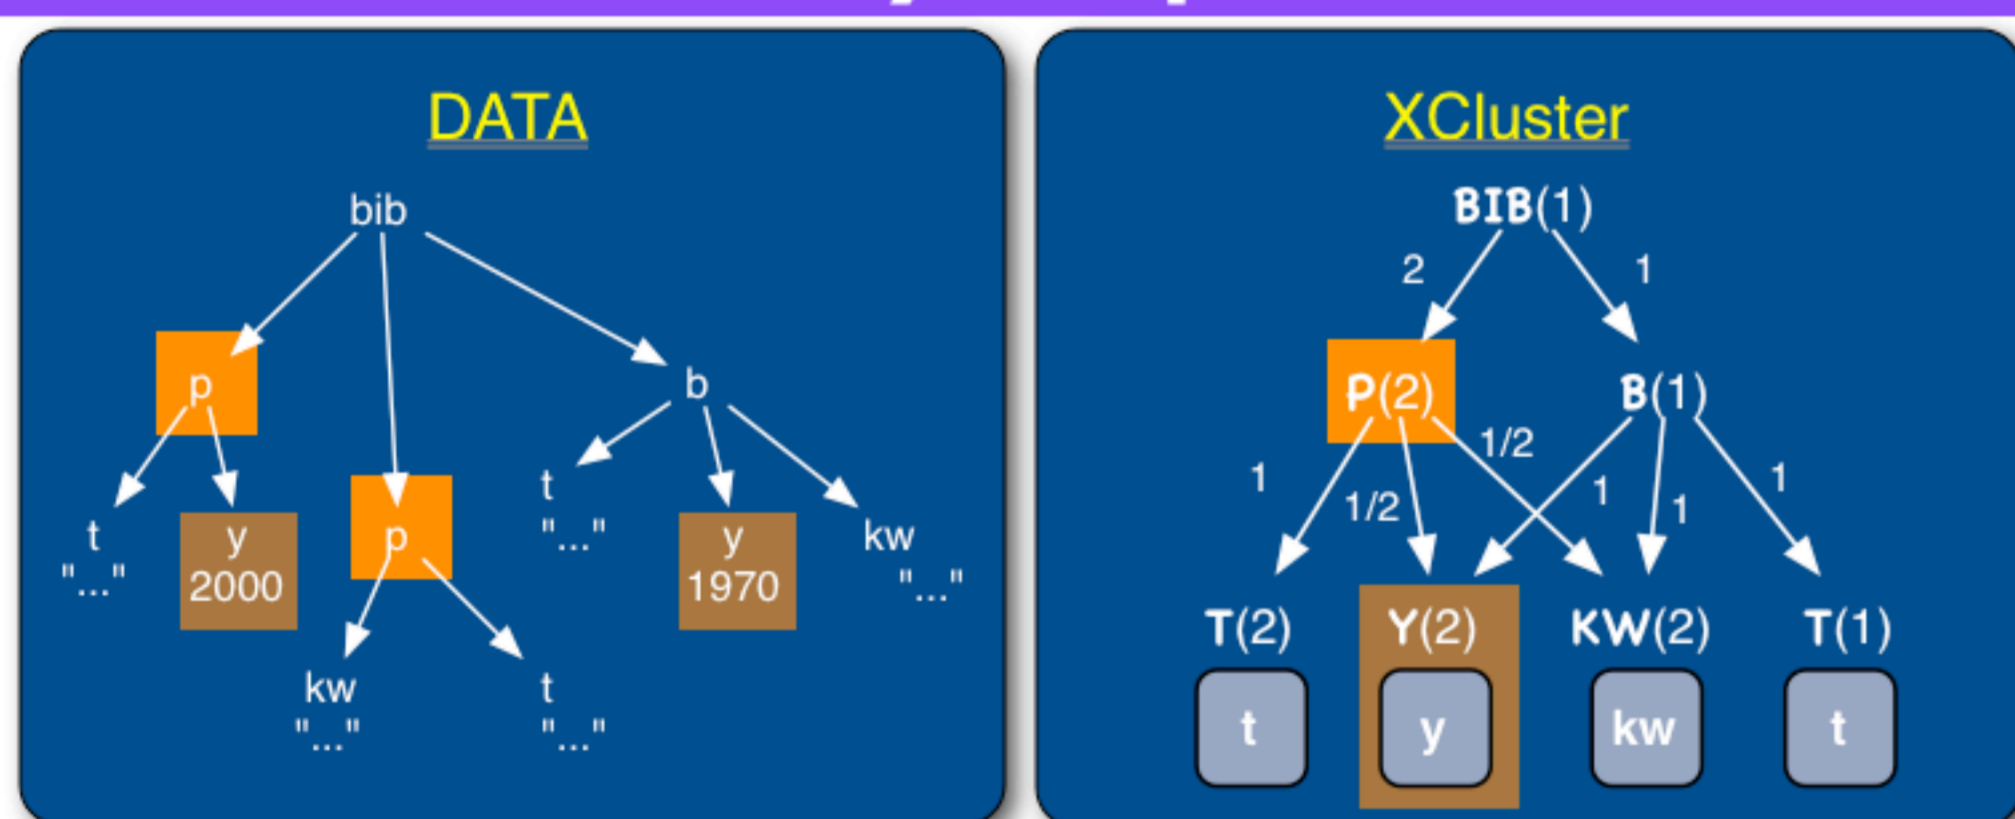 DATA
bib
p
b
t
"..."
y
2000
p
t
"..."
y
1970
kw
"..."
kw
"..."
t
"..."
XCluster
BIB(1)
2
1
P(2)
B(1)
1
1/2
1/2
1
1
1
T(2)
Y(2)
KW(2)
T(1)
t
y
kw
t